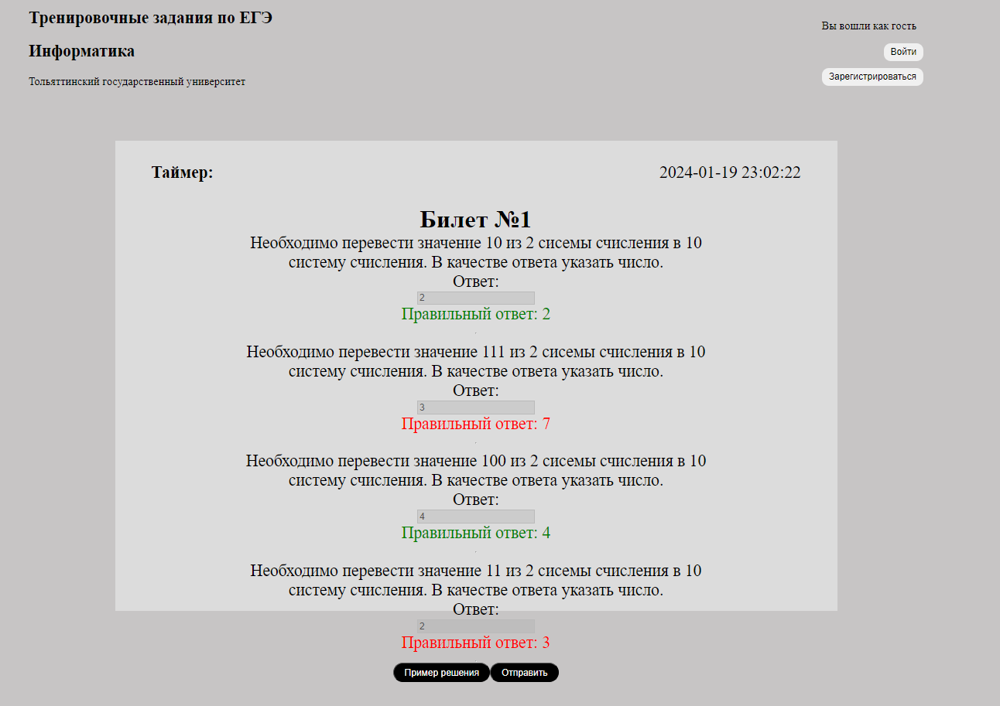 Тренировочные задания по ЕГЭ
Вы вошли как гость
Информатика
Войти
Зарегистрироваться
Тольяттинский государственный университет
Таймер:
2024-01-19 23:02:22
Билет №1
Необходимо перевести значение 10 из 2 сисемы счисления в 10
систему счисления. В качестве ответа указать число.
Ответ:
2
Правильный ответ: 2
Необходимо перевести значение 111 из 2 сисемы счисления в 10
систему счисления. В качестве ответа указать число.
Ответ:
3
Правильный ответ: 7
Необходимо перевести значение 100 из 2 сисемы счисления в 10
систему счисления. В качестве ответа указать число.
Ответ:
4
Правильный ответ: 4
Необходимо перевести значение 11 из 2 сисемы счисления в 10
систему счисления. В качестве ответа указать число.
Ответ:
2
Правильный ответ: 3
Пример решения
Отправить